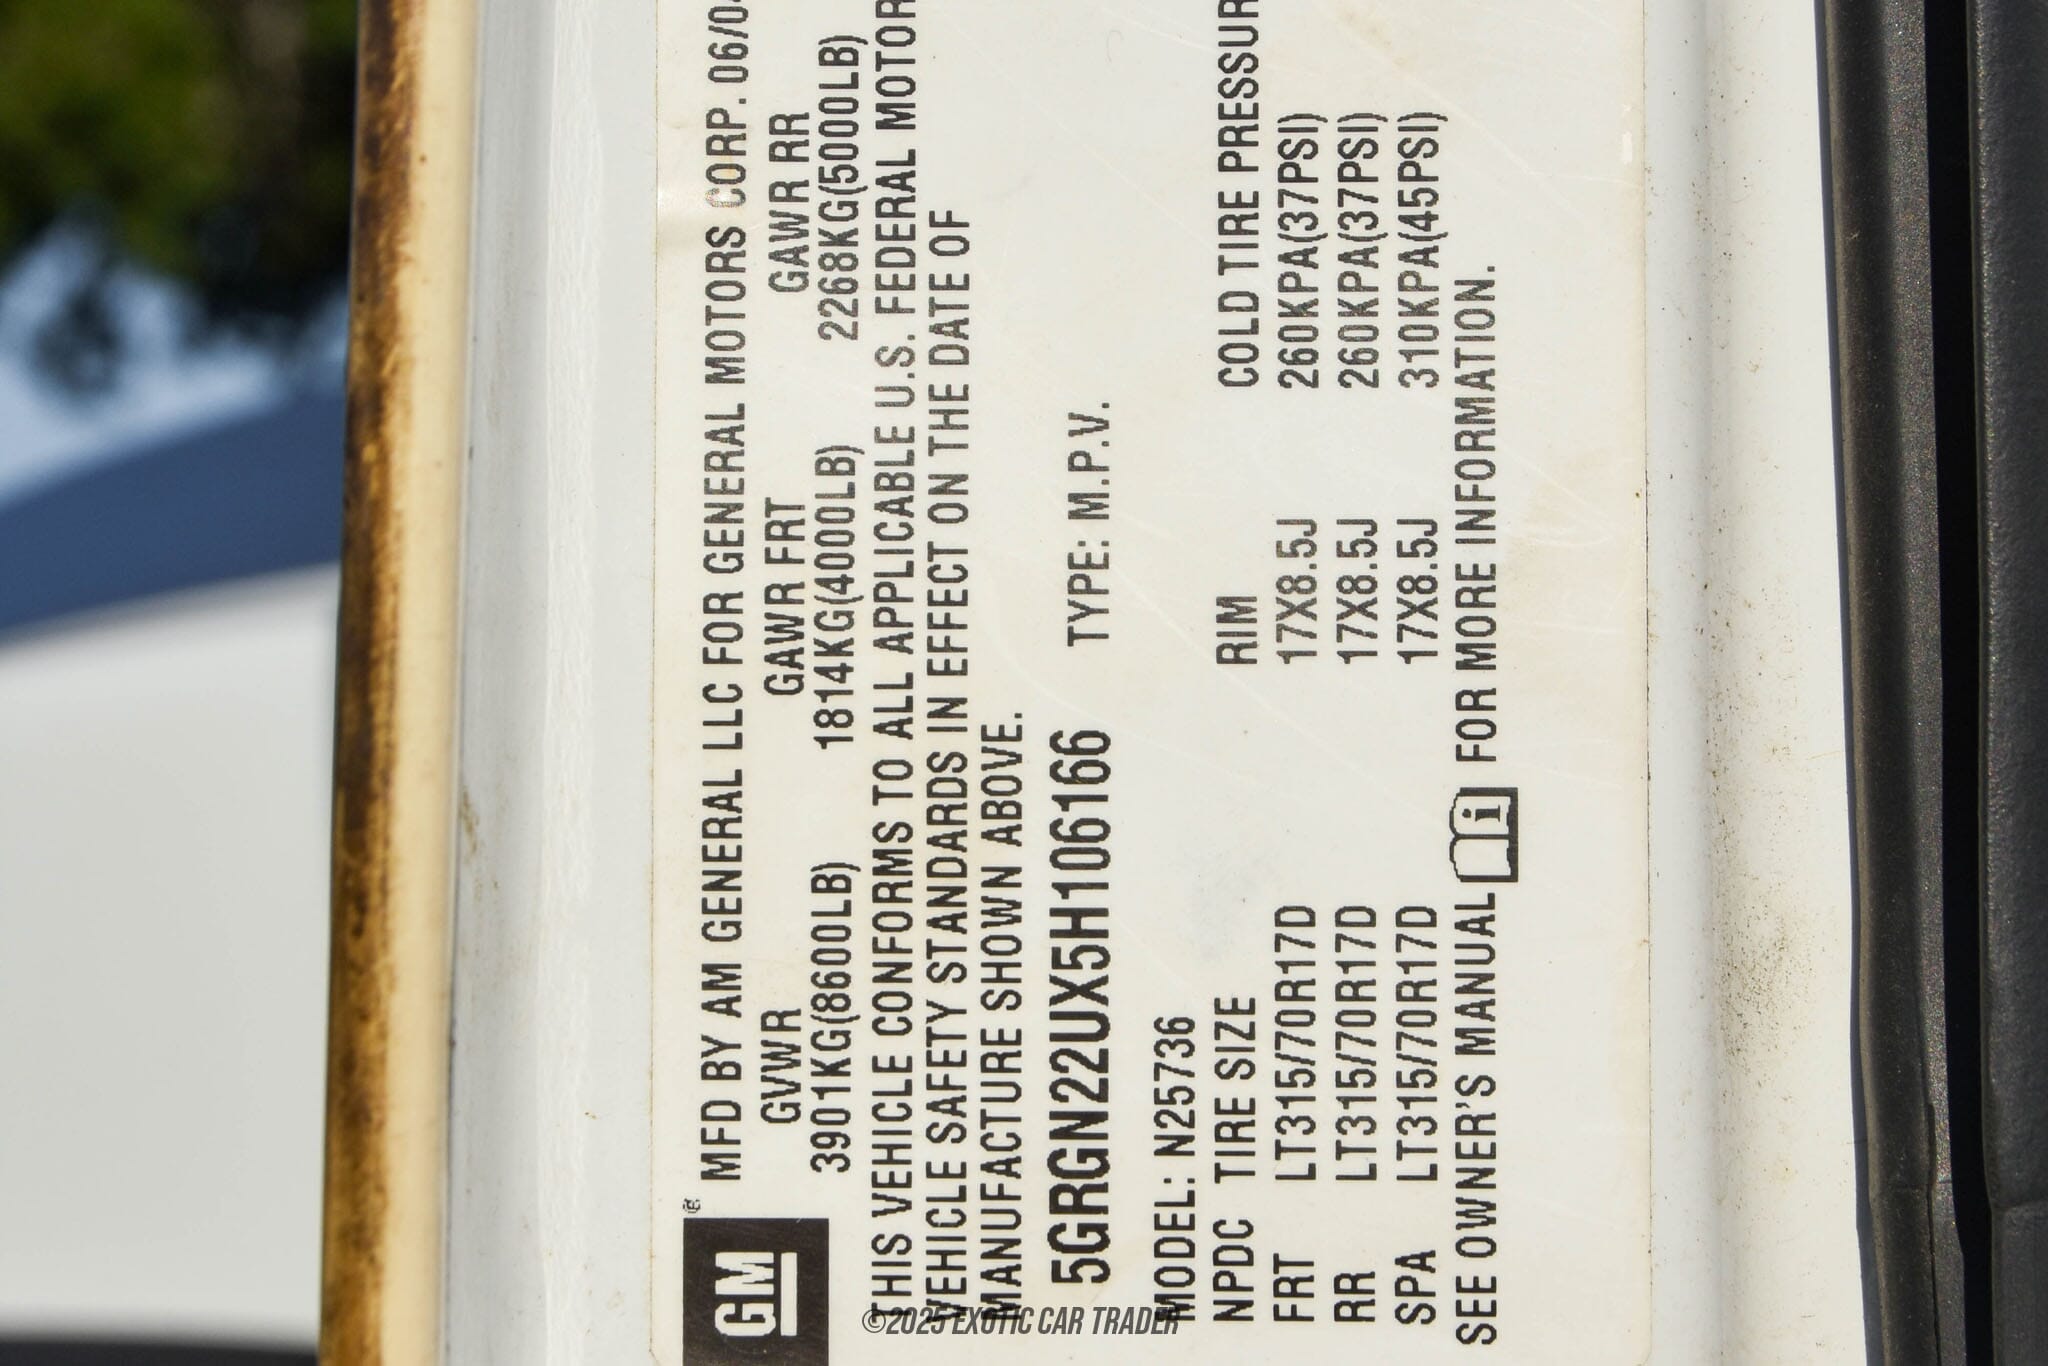 GM
®
MFD BY AM GENERAL LLC FOR GENERAL MOTORS CORP. 06/04
GVWR GAWR FRT GAWR RR
3901KG(8600LB) 1814KG(4000LB) 2268KG(5000LB)
THIS VEHICLE CONFORMS TO ALL APPLICABLE U.S. FEDERAL MOTOR
VEHICLE SAFETY STANDARDS IN EFFECT ON THE DATE OF
MANUFACTURE SHOWN ABOVE.
5GRGN22UX5H106166 TYPE: M.P.V.
MODEL: N25736
NPDC TIRE SIZE RIM COLD TIRE PRESSUR
FRT LT315/70R17D 17X8.5J 260KPA(37PSI)
RR LT315/70R17D 17X8.5J 260KPA(37PSI)
SPA LT315/70R17D 17X8.5J 310KPA(45PSI)
SEE OWNER'S MANUAL i FOR MORE INFORMATION.
©2025 EXOTIC CAR TRADER